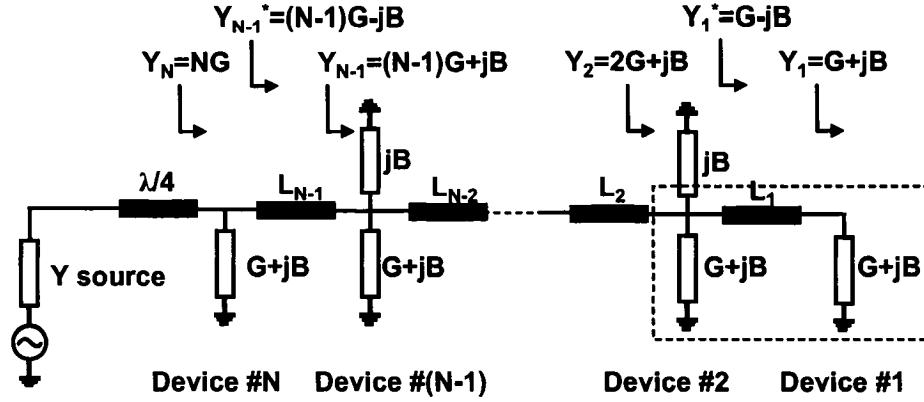 Y_{N-1}^*=(N-1)G-jB
Y_1^*=G-jB
Y_N=NG
Y_{N-1}=(N-1)G+jB
Y_2=2G+jB
Y_1=G+jB
jB
jB
λ/4
L_{N-1}
L_{N-2}
L_2
L_1
Y source
G+jB
G+jB
G+jB
G+jB
Device #N
Device #(N-1)
Device #2
Device #1